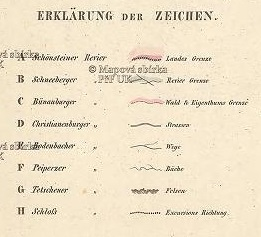 ERKLÄRUNG DER ZEICHEN.
A Schönsteiner Revier Landes Grenze
B Schneeberger „ Revier Grenze
C Bünauburger „ Wald & Eigenthums Grenze
D Christianenburger „ Strassen
E Bodenbacher „ Wege
F Peiperzer „ Bäche
G Tetschener „ Felsen
H Schloß „ Excursions Richtung.
© Mapová sbírka
PřF UK